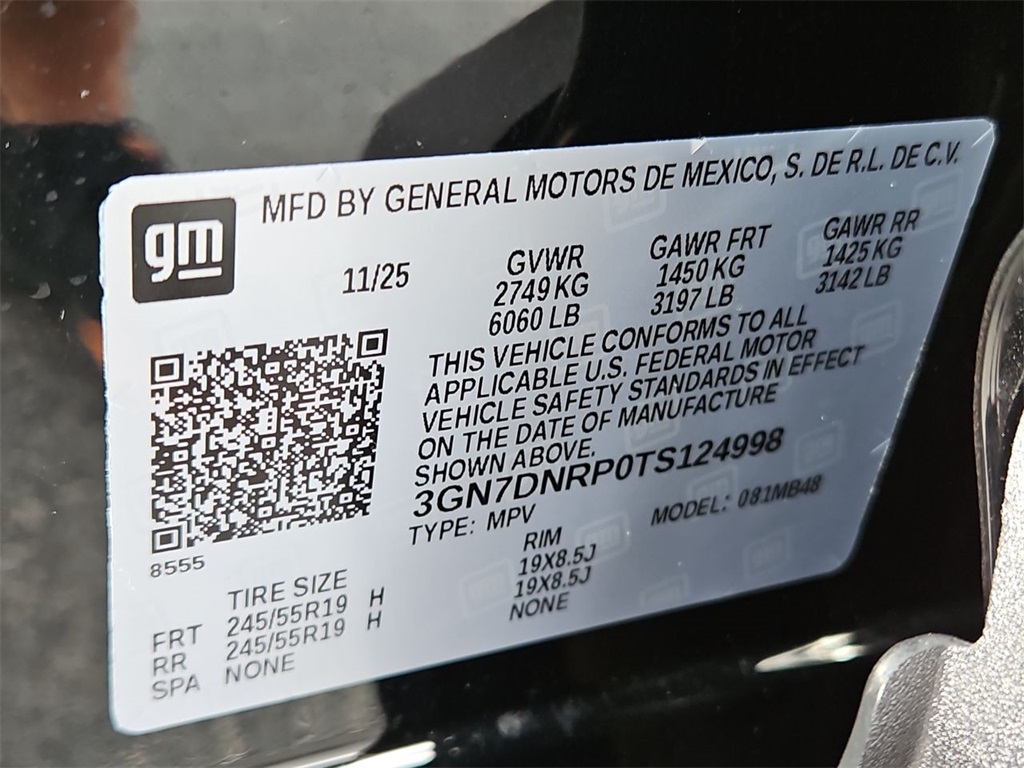 gm
MFD BY GENERAL MOTORS DE MEXICO, S. DE R.L. DE C.V.
11/25
GVWR
2749 KG
6060 LB
GAWR FRT
1450 KG
3197 LB
GAWR RR
1425 KG
3142 LB
THIS VEHICLE CONFORMS TO ALL
APPLICABLE U.S. FEDERAL MOTOR
VEHICLE SAFETY STANDARDS IN EFFECT
ON THE DATE OF MANUFACTURE
SHOWN ABOVE.
3GN7DNRP0TS124998
TYPE: MPV MODEL: 081MB48
8555
TIRE SIZE RIM
FRT 245/55R19 H 19X8.5J
RR 245/55R19 H 19X8.5J
SPA NONE NONE